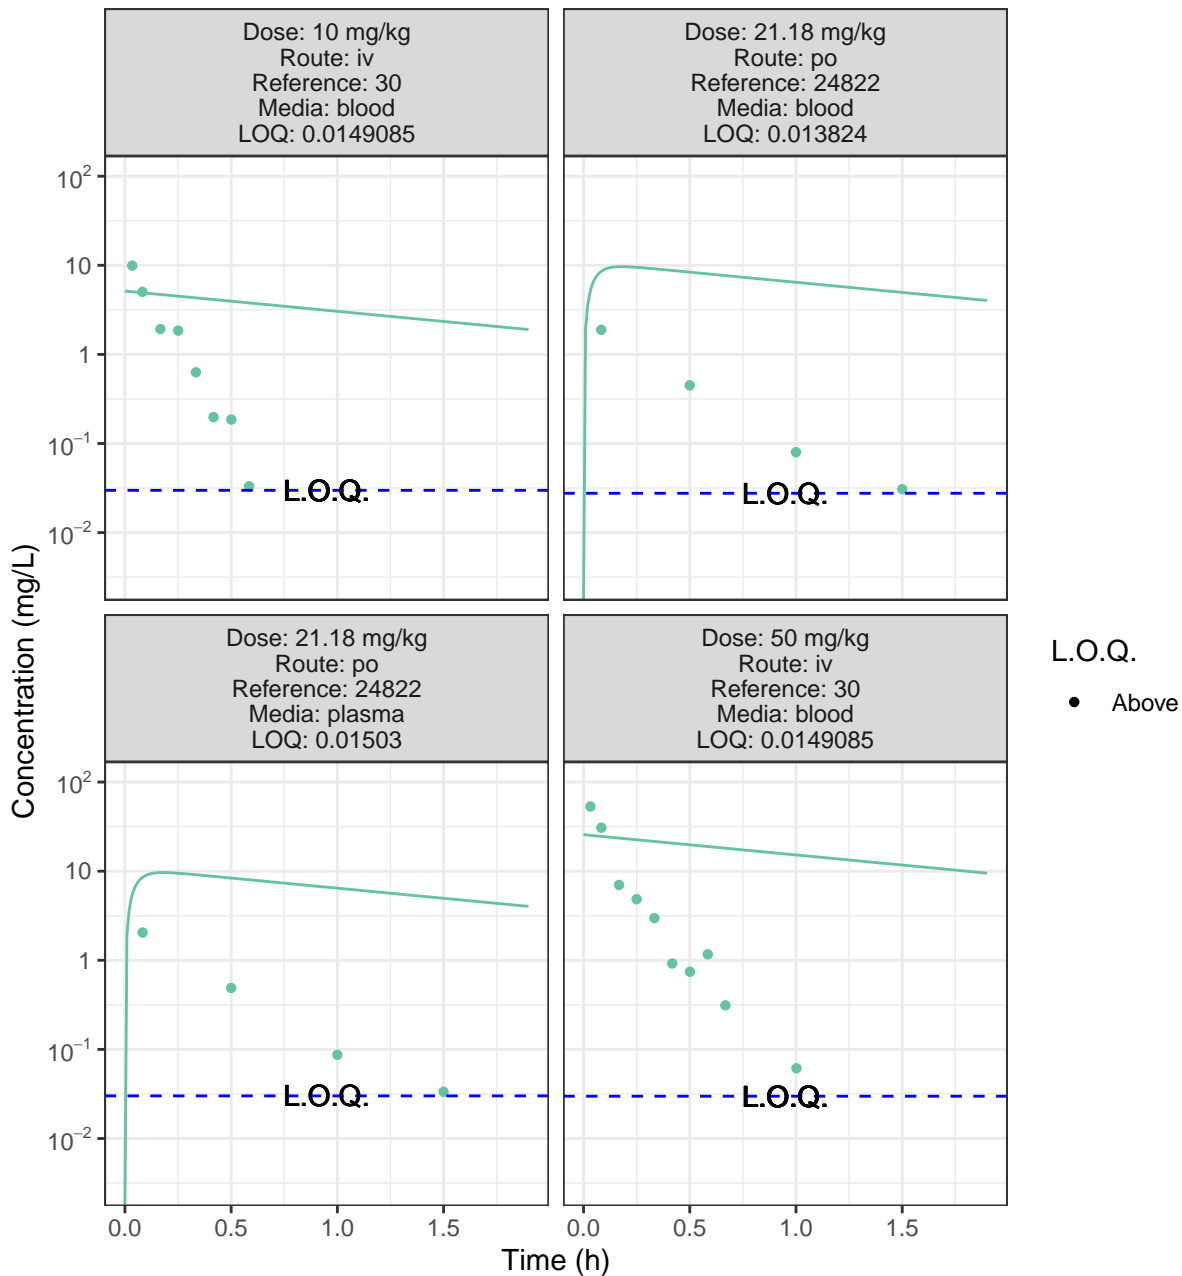 Dose: 10 mg/kg
Route: iv
Reference: 30
Media: blood
LOQ: 0.0149085
Dose: 21.18 mg/kg
Route: po
Reference: 24822
Media: blood
LOQ: 0.013824
10²
10
1
10⁻¹
10⁻²
L.O.Q.
L.O.Q.
Dose: 21.18 mg/kg
Route: po
Reference: 24822
Media: plasma
LOQ: 0.01503
Dose: 50 mg/kg
Route: iv
Reference: 30
Media: blood
LOQ: 0.0149085
10²
10
1
10⁻¹
10⁻²
L.O.Q.
L.O.Q.
0.0 0.5 1.0 1.5
0.0 0.5 1.0 1.5
Time (h)
Concentration (mg/L)
L.O.Q.
Above